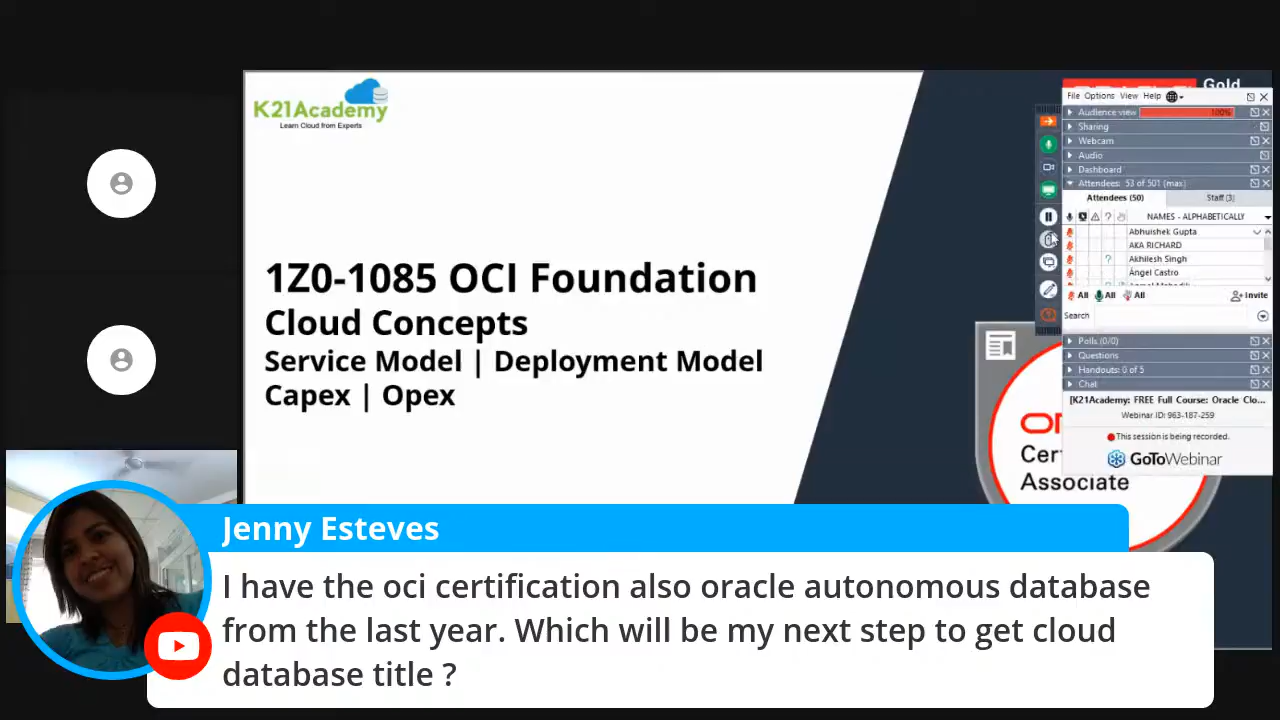 K21Academy
Learn Cloud from Experts
1Z0-1085 OCI Foundation
Cloud Concepts
Service Model | Deployment Model
Capex | Opex
Gold
File Options View Help
Audience view 100%
Sharing
Webcam
Audio
Dashboard
Attendees: 53 of 501 (max)
Attendees (50) Staff (3)
? NAMES - ALPHABETICALLY
Abhuishek Gupta
AKA RICHARD
? Akhilesh Singh
Ángel Castro
All All All Invite
Search
Polls (0/0)
Questions
Handouts: 0 of 5
Chat
[K21Academy: FREE Full Course: Oracle Clo...
Webinar ID: 963-187-259
This session is being recorded.
GoToWebinar
Cer
Associate
Jenny Esteves
I have the oci certification also oracle autonomous database
from the last year. Which will be my next step to get cloud
database title ?